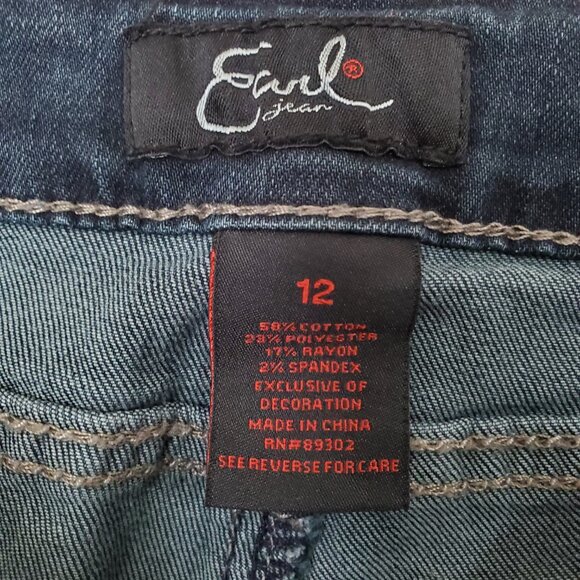 Earl®
jean
12
58% COTTON
23% POLYESTER
17% RAYON
2% SPANDEX
EXCLUSIVE OF
DECORATION
MADE IN CHINA
RN#89302
SEE REVERSE FOR CARE